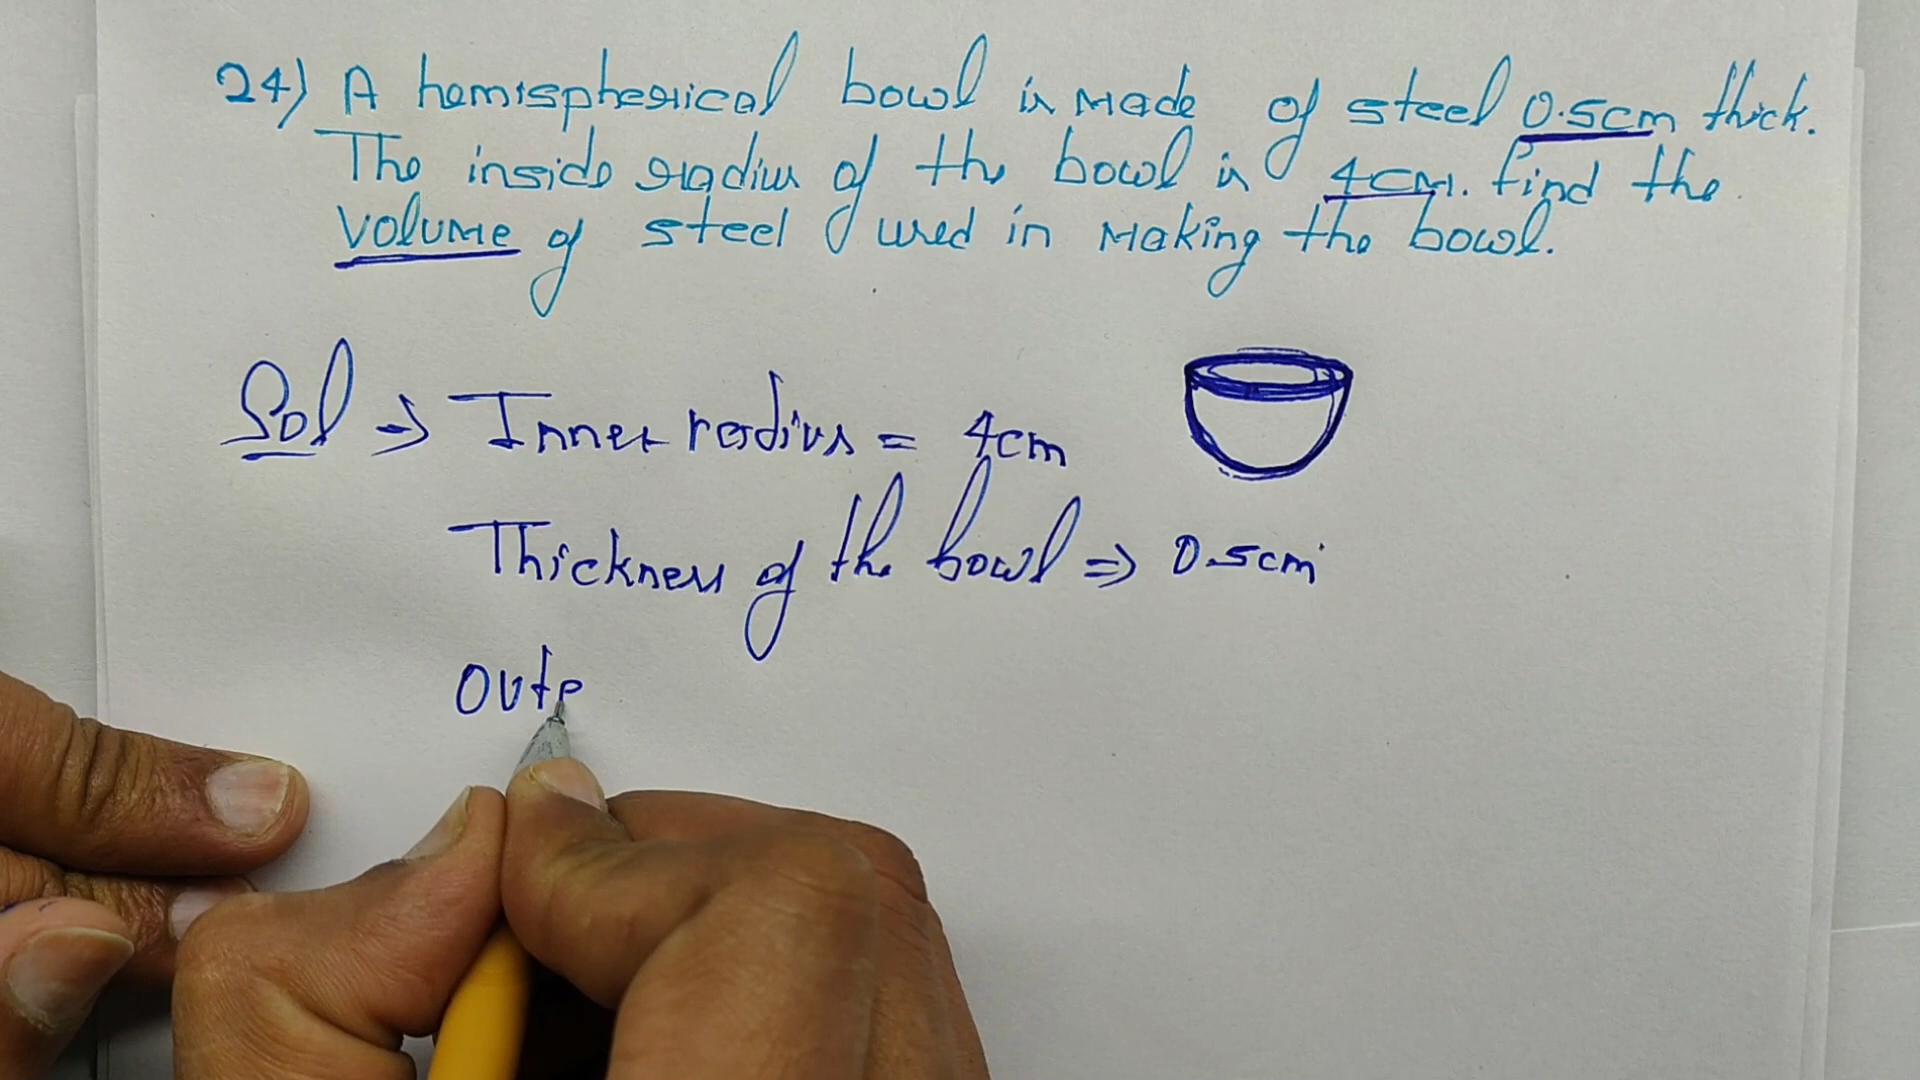 24) A hemispherical bowl is made of steel 0.5cm thick.
The inside radius of the bowl is 4cm. find the
volume of steel used in making the bowl.
Sol ⇒ Inner radius = 4cm
Thickness of the bowl ⇒ 0.5cm
oute